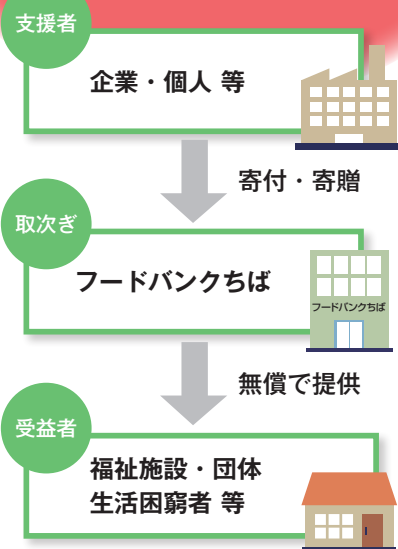 支援者
企業・個人 等
寄付・寄贈
取次ぎ
フードバンクちば
フードバンクちば
無償で提供
受益者
福祉施設・団体
生活困窮者 等